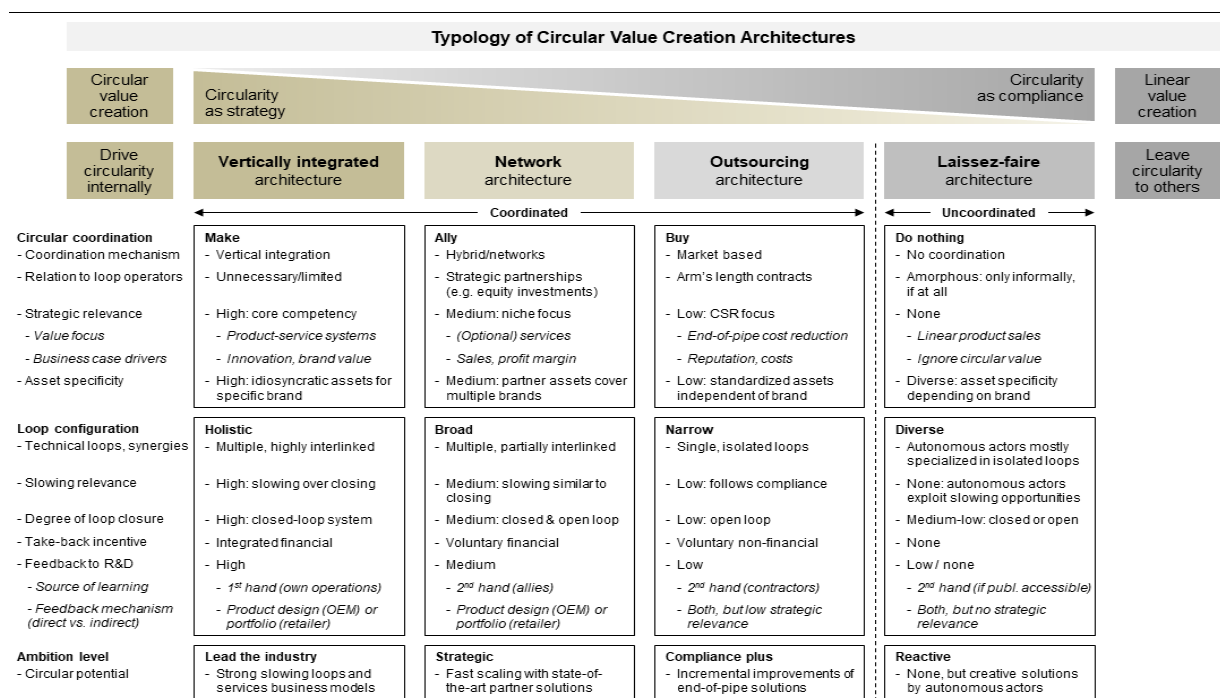 Typology of Circular Value Creation Architectures
Circular
value
creation
Circularity
as strategy
Circularity
as compliance
Linear
value
creation
Drive
circularity
internally
Vertically integrated
architecture
Network
architecture
Outsourcing
architecture
Laissez-faire
architecture
Leave
circularity
to others
Coordinated
Uncoordinated
Circular coordination
- Coordination mechanism
- Relation to loop operators
- Strategic relevance
- Value focus
- Business case drivers
- Asset specificity
Make
- Vertical integration
- Unnecessary/limited
- High: core competency
- Product-service systems
- Innovation, brand value
- High: idiosyncratic assets for
specific brand
Ally
- Hybrid/networks
- Strategic partnerships
(e.g. equity investments)
- Medium: niche focus
- (Optional) services
- Sales, profit margin
- Medium: partner assets cover
multiple brands
Buy
- Market based
- Arm's length contracts
- Low: CSR focus
- End-of-pipe cost reduction
- Reputation, costs
- Low: standardized assets
independent of brand
Do nothing
- No coordination
- Amorphous: only informally,
if at all
- None
- Linear product sales
- Ignore circular value
- Diverse: asset specificity
depending on brand
Loop configuration
- Technical loops, synergies
- Slowing relevance
- Degree of loop closure
- Take-back incentive
- Feedback to R&D
- Source of learning
- Feedback mechanism
(direct vs. indirect)
Holistic
- Multiple, highly interlinked
- High: slowing over closing
- High: closed-loop system
- Integrated financial
- High
- 1st hand (own operations)
- Product design (OEM) or
portfolio (retailer)
Broad
- Multiple, partially interlinked
- Medium: slowing similar to
closing
- Medium: closed & open loop
- Voluntary financial
- Medium
- 2nd hand (allies)
- Product design (OEM) or
portfolio (retailer)
Narrow
- Single, isolated loops
- Low: follows compliance
- Low: open loop
- Voluntary non-financial
- Low
- 2nd hand (contractors)
- Both, but low strategic
relevance
Diverse
- Autonomous actors mostly
specialized in isolated loops
- None: autonomous actors
exploit slowing opportunities
- Medium-low: closed or open
- None
- Low / none
- 2nd hand (if publ. accessible)
- Both, but no strategic
relevance
Ambition level
- Circular potential
Lead the industry
- Strong slowing loops and
services business models
Strategic
- Fast scaling with state-of-
the-art partner solutions
Compliance plus
- Incremental improvements of
end-of-pipe solutions
Reactive
- None, but creative solutions
by autonomous actors